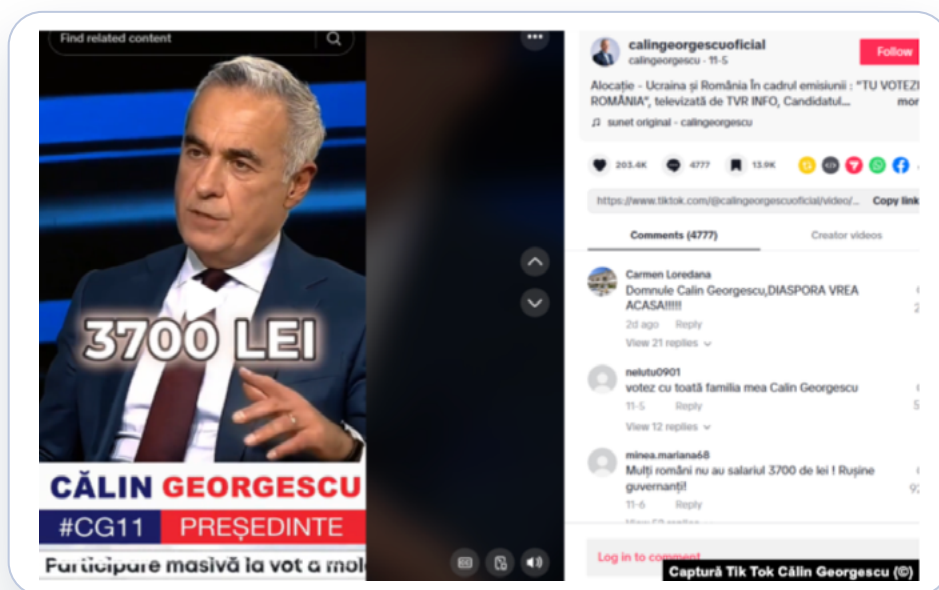 Find related content
3700 LEI
CĂLIN GEORGESCU
#CG11 PREȘEDINTE
Participare masivă la vot a mol
calingeorgescuoficial
calingeorgescu · 11-5
Follow
Alocație - Ucraina și România În cadrul emisiunii : "TU VOTEZI
ROMÂNIA", televizată de TVR INFO, Candidatul... mor
sunet original - calingeorgescu
203.4K 4777 13.9K
https://www.tiktok.com/@calingeorgescuoficial/video/... Copy link
Comments (4777) Creator videos
Carmen Loredana
Domnule Calin Georgescu,DIASPORA VREA
ACASA!!!!!
2d ago Reply
View 21 replies
nelutu0901
votez cu toată familia mea Calin Georgescu
11-5 Reply
View 12 replies
minea.mariana68
Mulți români nu au salariul 3700 de lei ! Rușine
guvernanți!
11-6 Reply
Log in to comment
Captură Tik Tok Călin Georgescu (©)